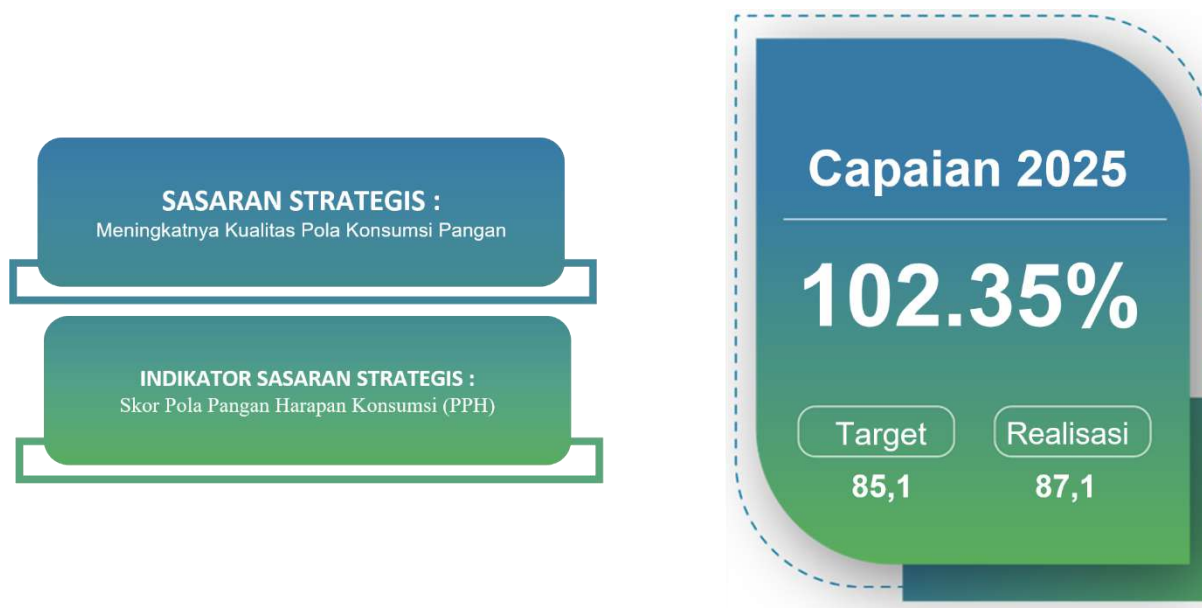 SASARAN STRATEGIS :
Meningkatnya Kualitas Pola Konsumsi Pangan
INDIKATOR SASARAN STRATEGIS :
Skor Pola Pangan Harapan Konsumsi (PPH)
Capaian 2025
102.35%
Target
Realisasi
85,1
87,1